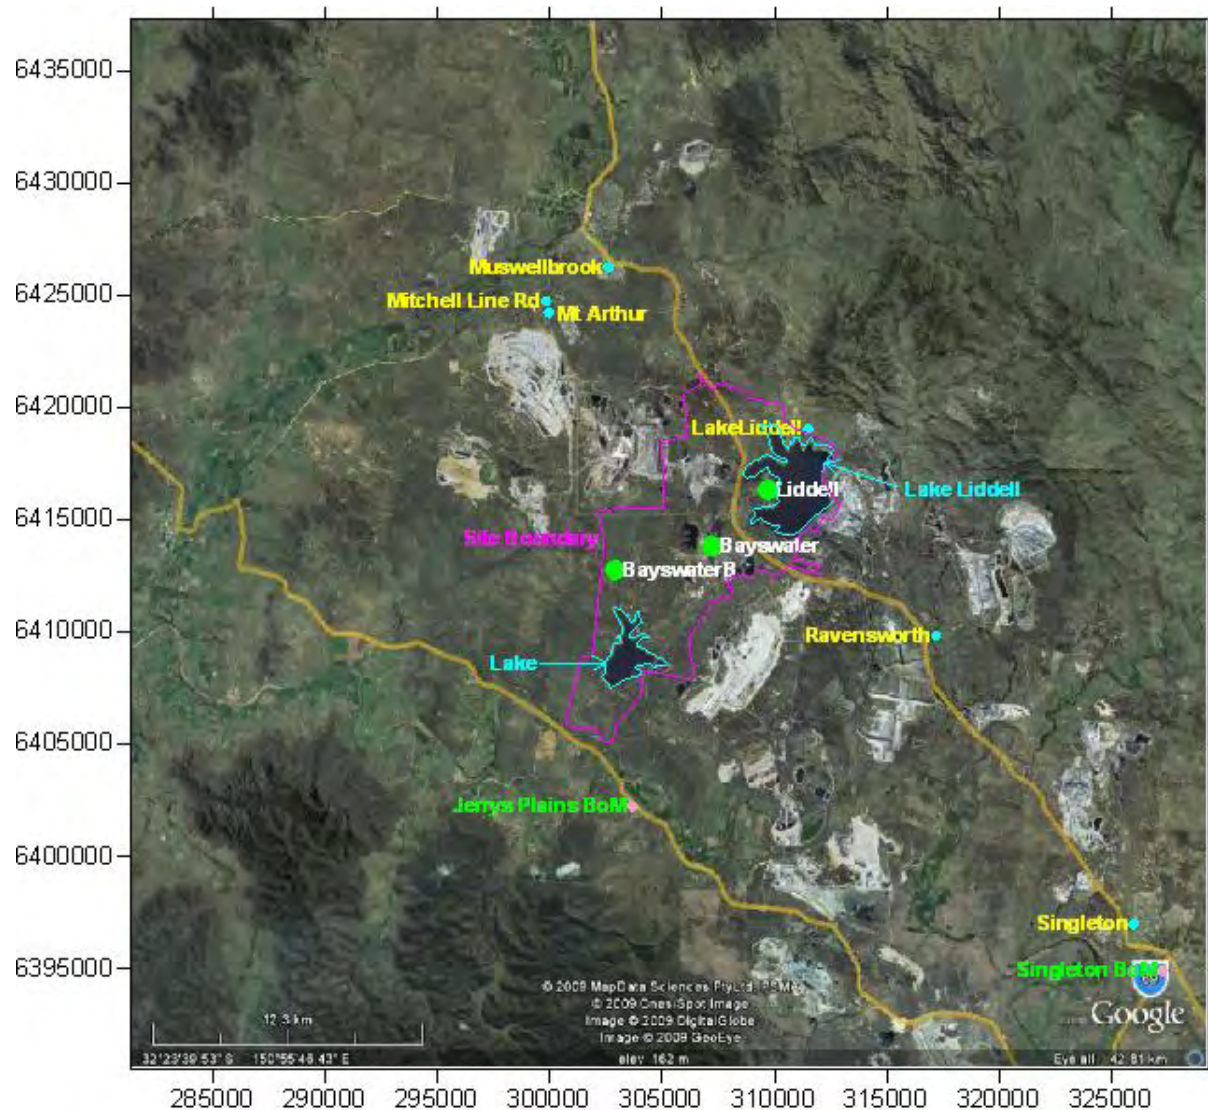 6435000
6430000
Muswellbrook
6425000
Mitchell Line Rd
Mt Arthur
6420000
LakeLiddell
Liddell
Lake Liddell
6415000
Site Boundary
Bayswater
BayswaterB
6410000
Ravensworth
Lake
6405000
Jerrys Plains BoM
6400000
Singleton
6395000
Singleton BoM
© 2009 MapData Sciences PtyLtd, PSMA
© 2009 Cnes/Spot Image
Image © 2009 DigitalGlobe
Image © 2009 GeoEye
Google
12.3 km
32°23'39.53" S 150°55'46.43" E
elev 162 m
Eye alt 42.81 km
285000 290000 295000 300000 305000 310000 315000 320000 325000